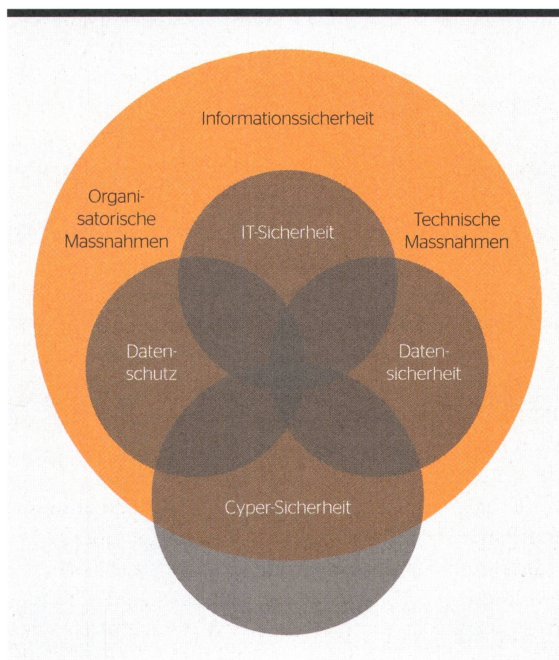 Informationssicherheit
Organi-
satorische
Massnahmen
Technische
Massnahmen
IT-Sicherheit
Daten-
schutz
Daten-
sicherheit
Cyper-Sicherheit